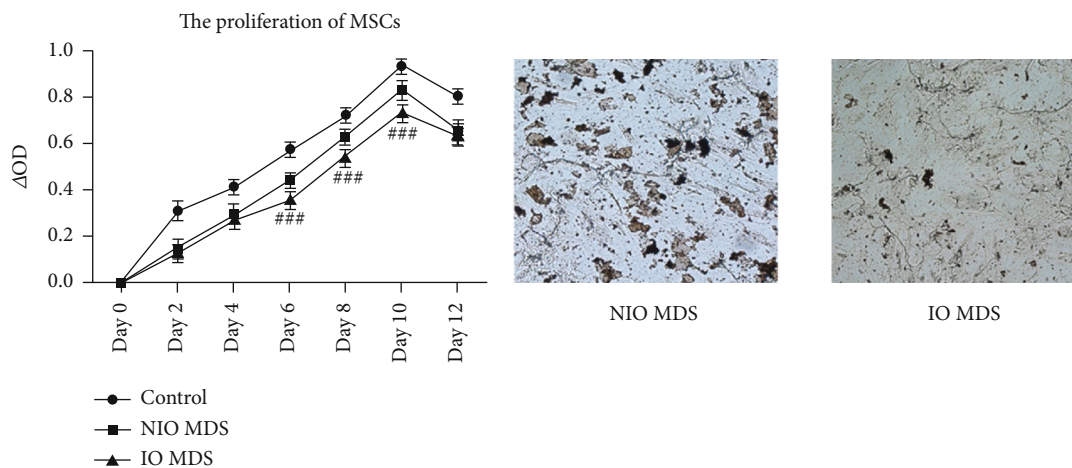 The proliferation of MSCs
ΔOD
1.0
0.8
0.6
0.4
0.2
0.0
###
###
###
Day 0
Day 2
Day 4
Day 6
Day 8
Day 10
Day 12
Control
NIO MDS
IO MDS
NIO MDS
IO MDS